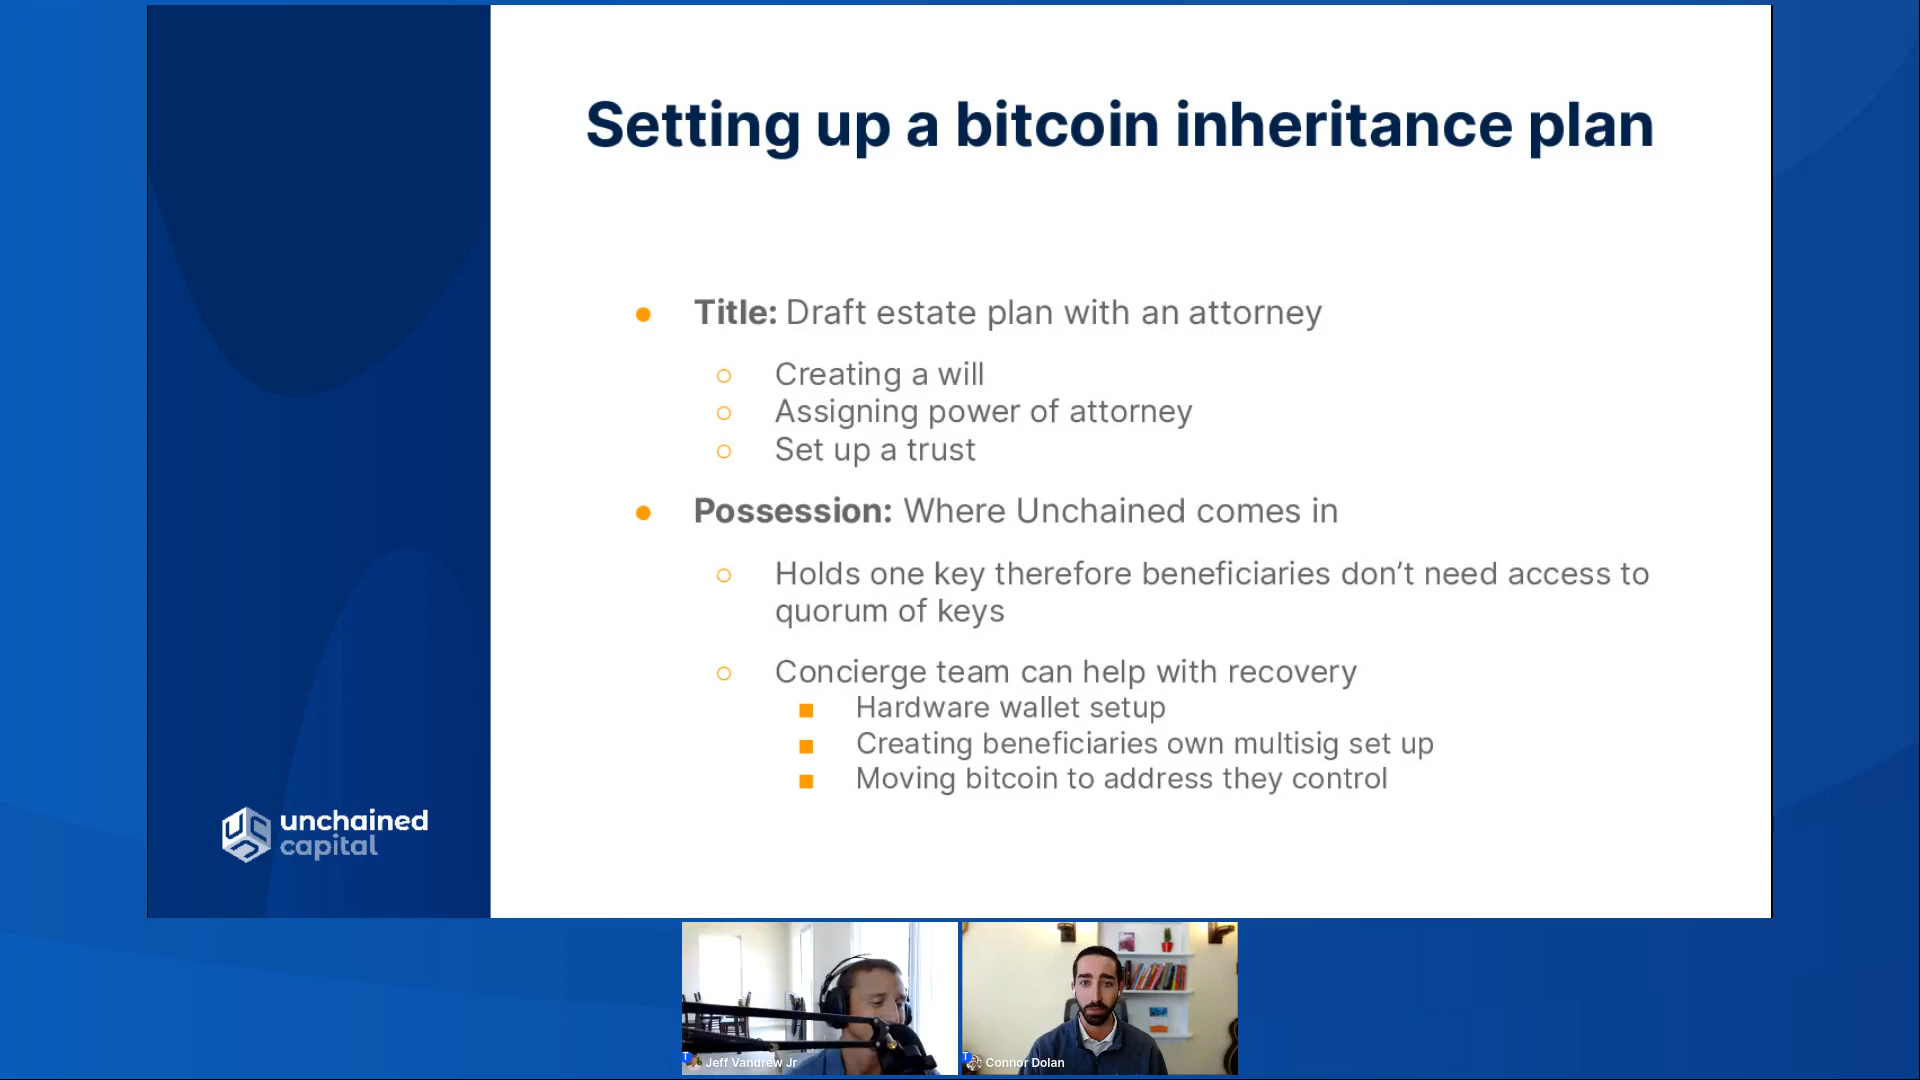 Setting up a bitcoin inheritance plan
Title: Draft estate plan with an attorney
Creating a will
Assigning power of attorney
Set up a trust
Possession: Where Unchained comes in
Holds one key therefore beneficiaries don’t need access to
quorum of keys
Concierge team can help with recovery
Hardware wallet setup
Creating beneficiaries own multisig set up
Moving bitcoin to address they control
unchained
capital
T Jeff Vandrew Jr
T Connor Dolan